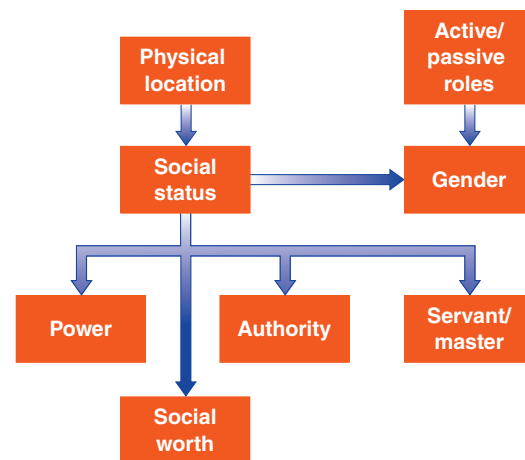 Physical
location
Active/
passive
roles
Social
status
Gender
Power
Authority
Servant/
master
Social
worth